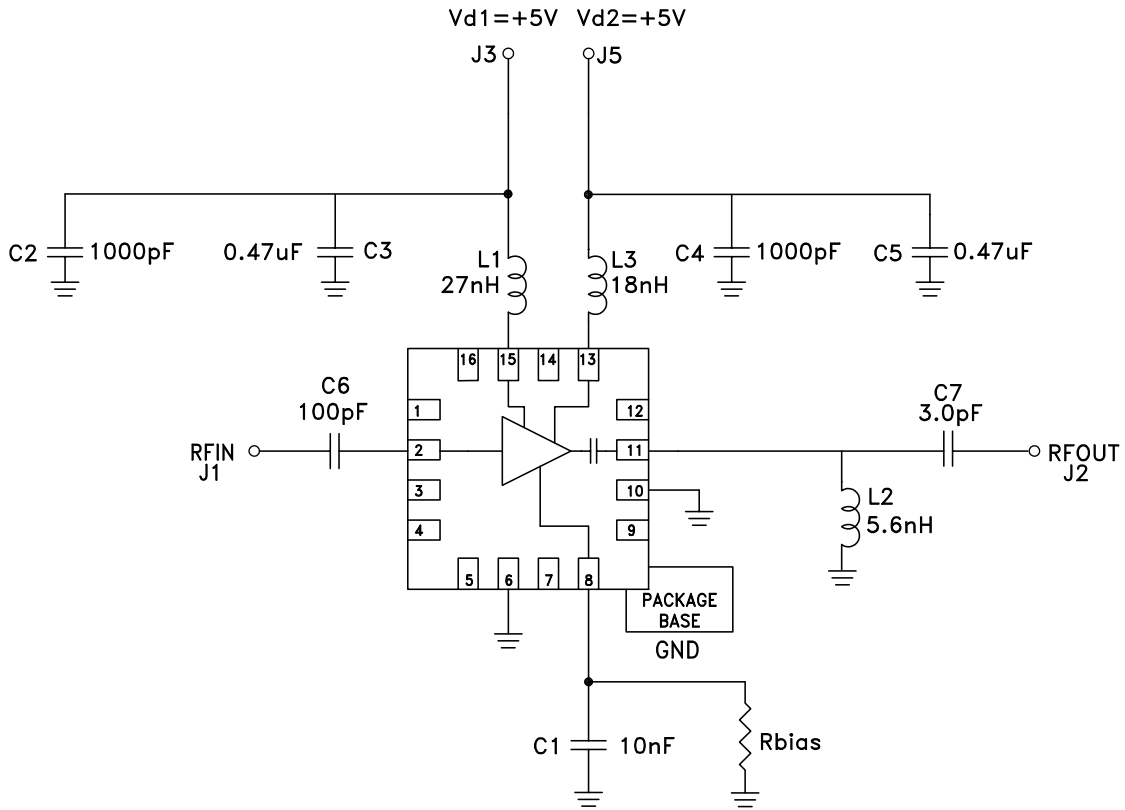 Vd1=+5V Vd2=+5V
J3 J5
C2 1000pF 0.47uF C3
L1
27nH
L3
18nH
C4 1000pF C5 0.47uF
16 15 14 13
C6
100pF
C7
3.0pF
1 12
RFIN
J1
2 11
RFOUT
J2
3 10
L2
5.6nH
4 9
5 6 7 8
PACKAGE
BASE
GND
C1 10nF Rbias